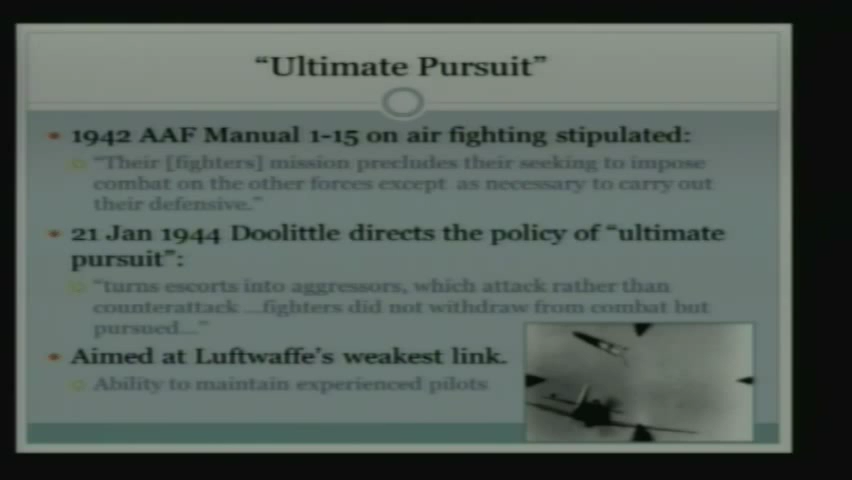 “Ultimate Pursuit”
• 1942 AAF Manual 1-15 on air fighting stipulated:
“Their [fighters] mission precludes their seeking to impose
combat on the other forces except as necessary to carry out
their defensive.”
• 21 Jan 1944 Doolittle directs the policy of “ultimate
pursuit”:
“turns escorts into aggressors, which attack rather than
counterattack ...fighters did not withdraw from combat but
pursued...”
• Aimed at Luftwaffe’s weakest link.
Ability to maintain experienced pilots